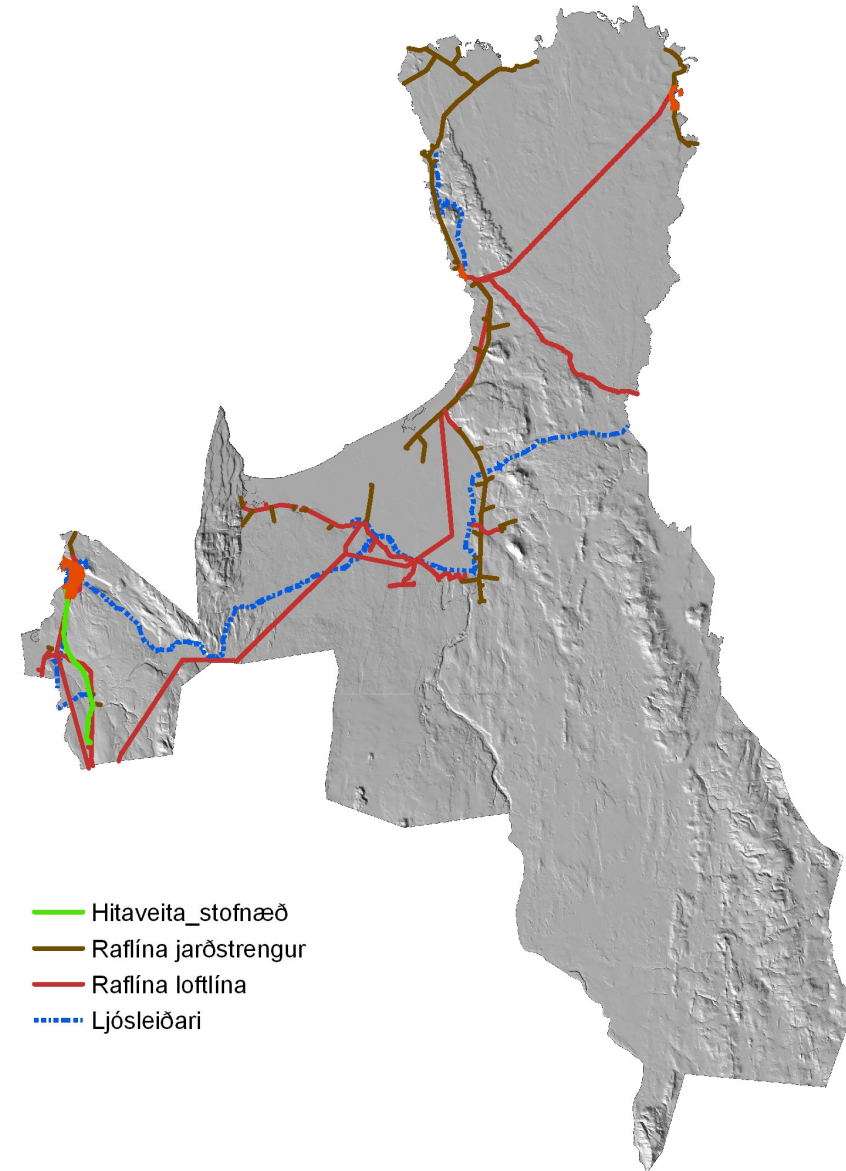 Hitaveita_stofnæð
Raflína jarðstrengur
Raflína loftlína
Ljósleiðari